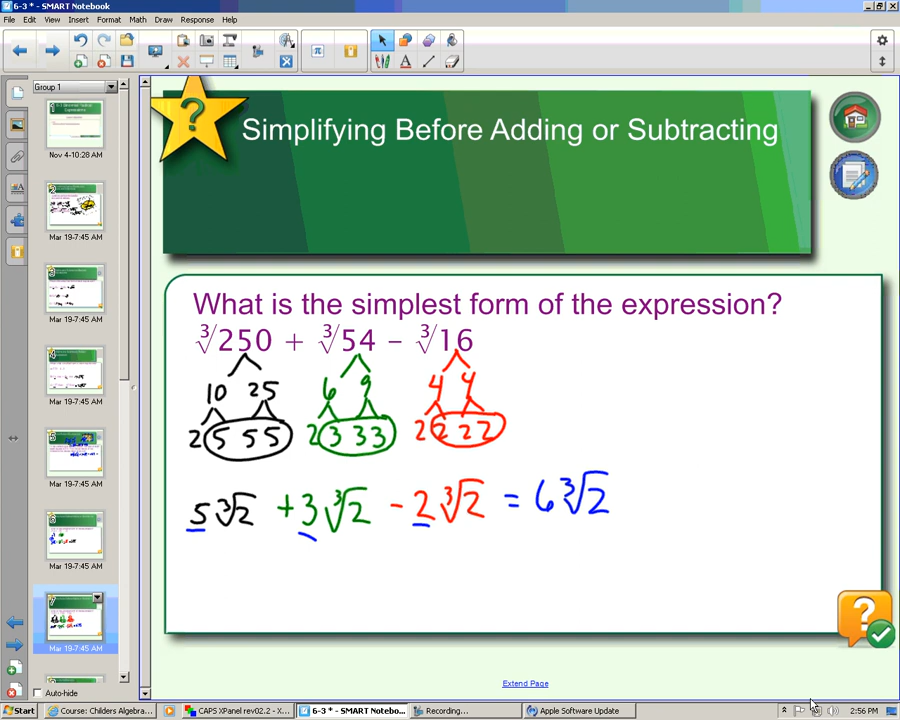 6-3 * - SMART Notebook
File Edit View Insert Format Math Draw Response Help
Group 1
Nov 4-10:28 AM
2
Mar 19-7:45 AM
3
Mar 19-7:45 AM
4
Mar 19-7:45 AM
5
Mar 19-7:45 AM
6
Mar 19-7:45 AM
7
Mar 19-7:45 AM
Auto-hide
Simplifying Before Adding or Subtracting
What is the simplest form of the expression?
∛250 + ∛54 – ∛16
10 25 6 9 4 4
2 5 5 5 2 3 3 3 2 2 2 2
5∛2 + 3∛2 - 2∛2 = 6∛2
Extend Page
Start Course: Childers Algebra... CAPS XPanel rev02.2 - X... 6-3 * - SMART Notebo... Recording... Apple Software Update 2:56 PM